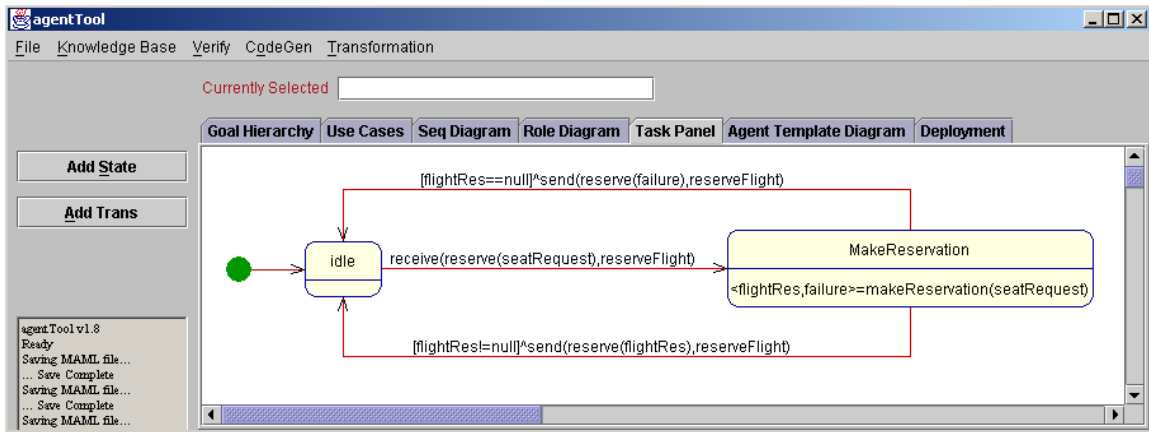 agentTool
File Knowledge Base Verify CodeGen Transformation
Currently Selected
Goal Hierarchy Use Cases Seq Diagram Role Diagram Task Panel Agent Template Diagram Deployment
Add State
Add Trans
[flightRes==null]^send(reserve(failure),reserveFlight)
idle
receive(reserve(seatRequest),reserveFlight)
MakeReservation
<flightRes,failure>=makeReservation(seatRequest)
[flightRes!=null]^send(reserve(flightRes),reserveFlight)
agentTool v1.8
Ready
Saving MAML file...
... Save Complete
Saving MAML file...
... Save Complete
Saving MAML file...